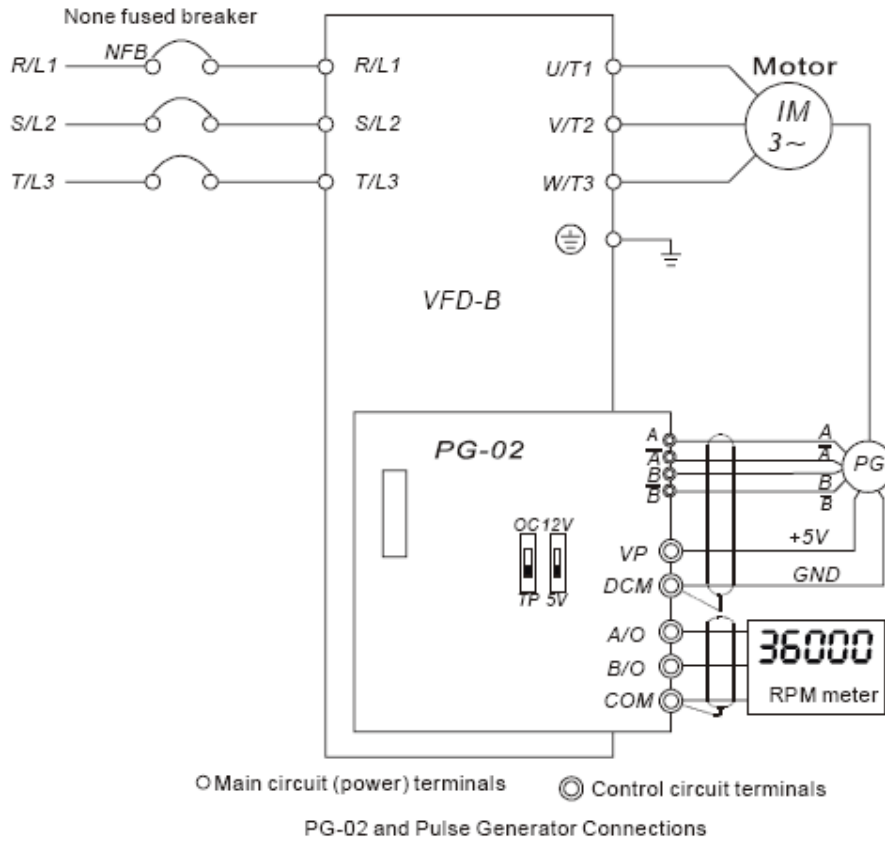 None fused breaker
R/L1 NFB R/L1 U/T1 Motor
S/L2 S/L2 V/T2 IM 3~
T/L3 T/L3 W/T3
VFD-B
PG-02
A A̅ B B̅
A A̅ B B̅
PG
OC 12V
TP 5V
VP +5V
DCM GND
A/O
B/O
COM
36000
RPM meter
Main circuit (power) terminals
Control circuit terminals
PG-02 and Pulse Generator Connections